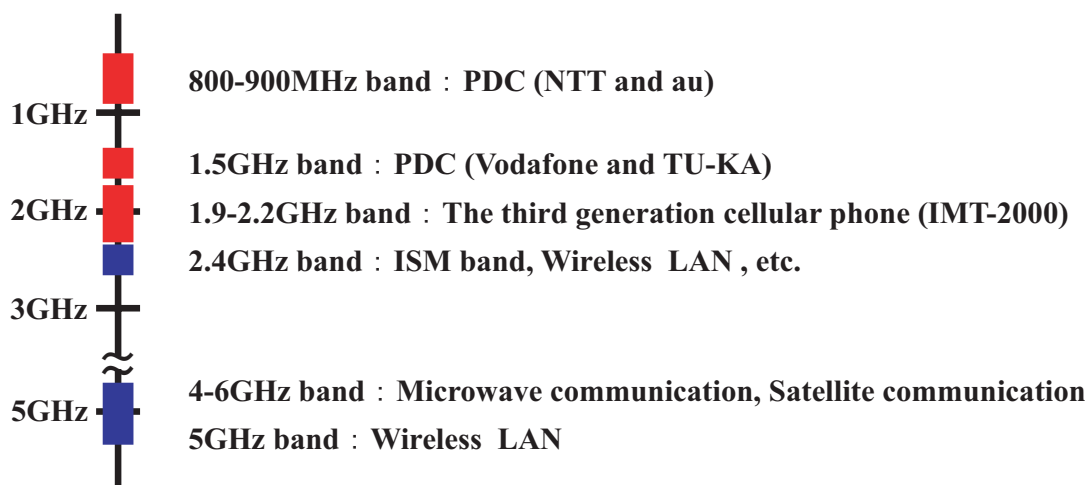 800-900MHz band : PDC (NTT and au)
1GHz
1.5GHz band : PDC (Vodafone and TU-KA)
2GHz
1.9-2.2GHz band : The third generation cellular phone (IMT-2000)
2.4GHz band : ISM band, Wireless LAN , etc.
3GHz
4-6GHz band : Microwave communication, Satellite communication
5GHz
5GHz band : Wireless LAN